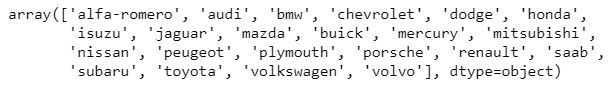 array(['alfa-romero', 'audi', 'bmw', 'chevrolet', 'dodge', 'honda',
'isuzu', 'jaguar', 'mazda', 'buick', 'mercury', 'mitsubishi',
'nissan', 'peugot', 'plymouth', 'porsche', 'renault', 'saab',
'subaru', 'toyota', 'volkswagen', 'volvo'], dtype=object)